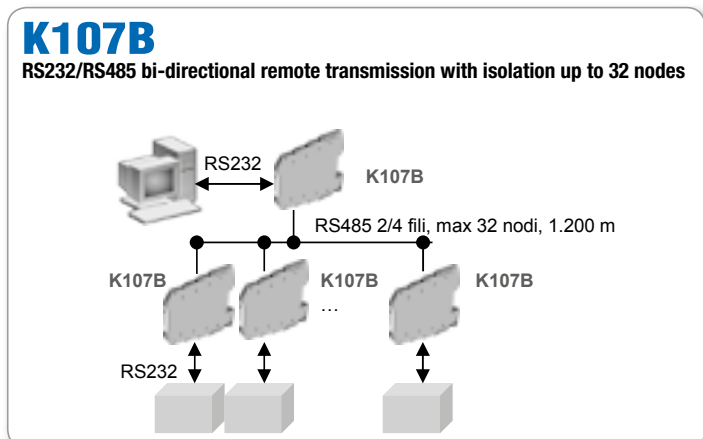 K107B
RS232/RS485 bi-directional remote transmission with isolation up to 32 nodes
RS232
K107B
RS485 2/4 fili, max 32 nodi, 1.200 m
K107B
K107B
K107B
…
RS232